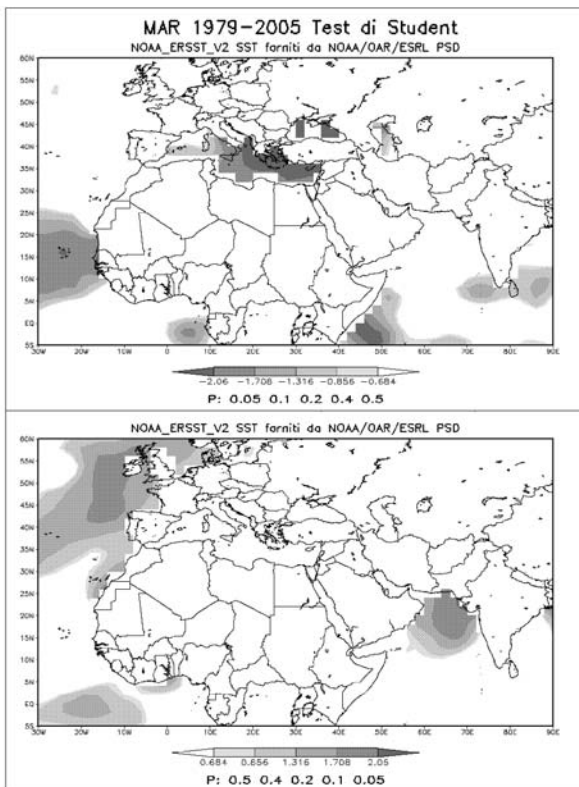 MAR 1979-2005 Test di Student
NOAA_ERSST_V2 SST forniti da NOAA/OAR/ESRL PSD
60N
55N
50N
45N
40N
35N
30N
25N
20N
15N
10N
5N
EQ
5S
30W 20W 10W 0 10E 20E 30E 40E 50E 60E 70E 80E 90E
-2.06 -1.708 -1.316 -0.856 -0.684
P: 0.05 0.1 0.2 0.4 0.5
NOAA_ERSST_V2 SST forniti da NOAA/OAR/ESRL PSD
60N
55N
50N
45N
40N
35N
30N
25N
20N
15N
10N
5N
EQ
5S
30W 20W 10W 0 10E 20E 30E 40E 50E 60E 70E 80E 90E
0.684 0.856 1.316 1.708 2.05
P: 0.5 0.4 0.2 0.1 0.05